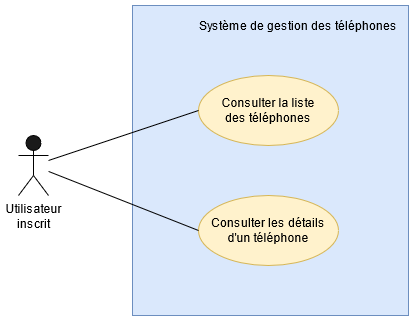 Système de gestion des téléphones
Consulter la liste
des téléphones
Utilisateur
inscrit
Consulter les détails
d'un téléphone